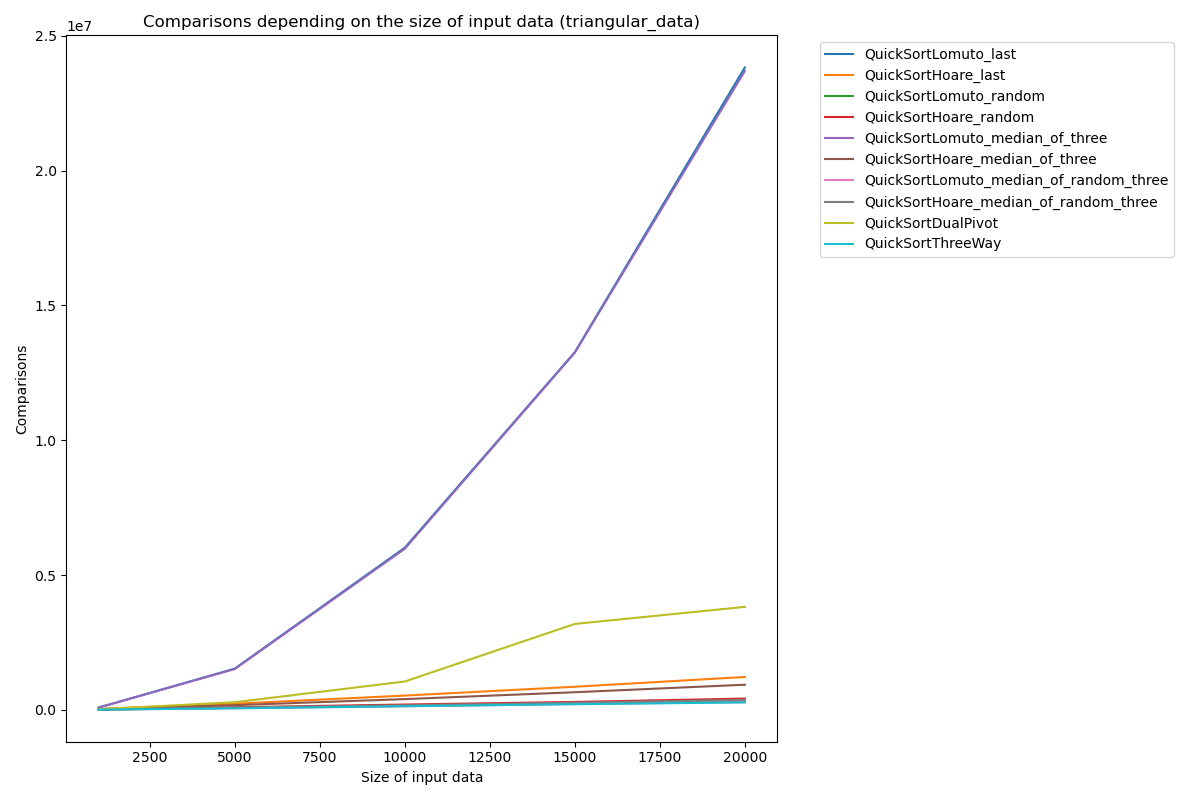 Comparisons depending on the size of input data (triangular_data)
1e7
2.5
2.0
1.5
1.0
0.5
0.0
Comparisons
2500 5000 7500 10000 12500 15000 17500 20000
Size of input data
QuickSortLomuto_last
QuickSortHoare_last
QuickSortLomuto_random
QuickSortHoare_random
QuickSortLomuto_median_of_three
QuickSortHoare_median_of_three
QuickSortLomuto_median_of_random_three
QuickSortHoare_median_of_random_three
QuickSortDualPivot
QuickSortThreeWay